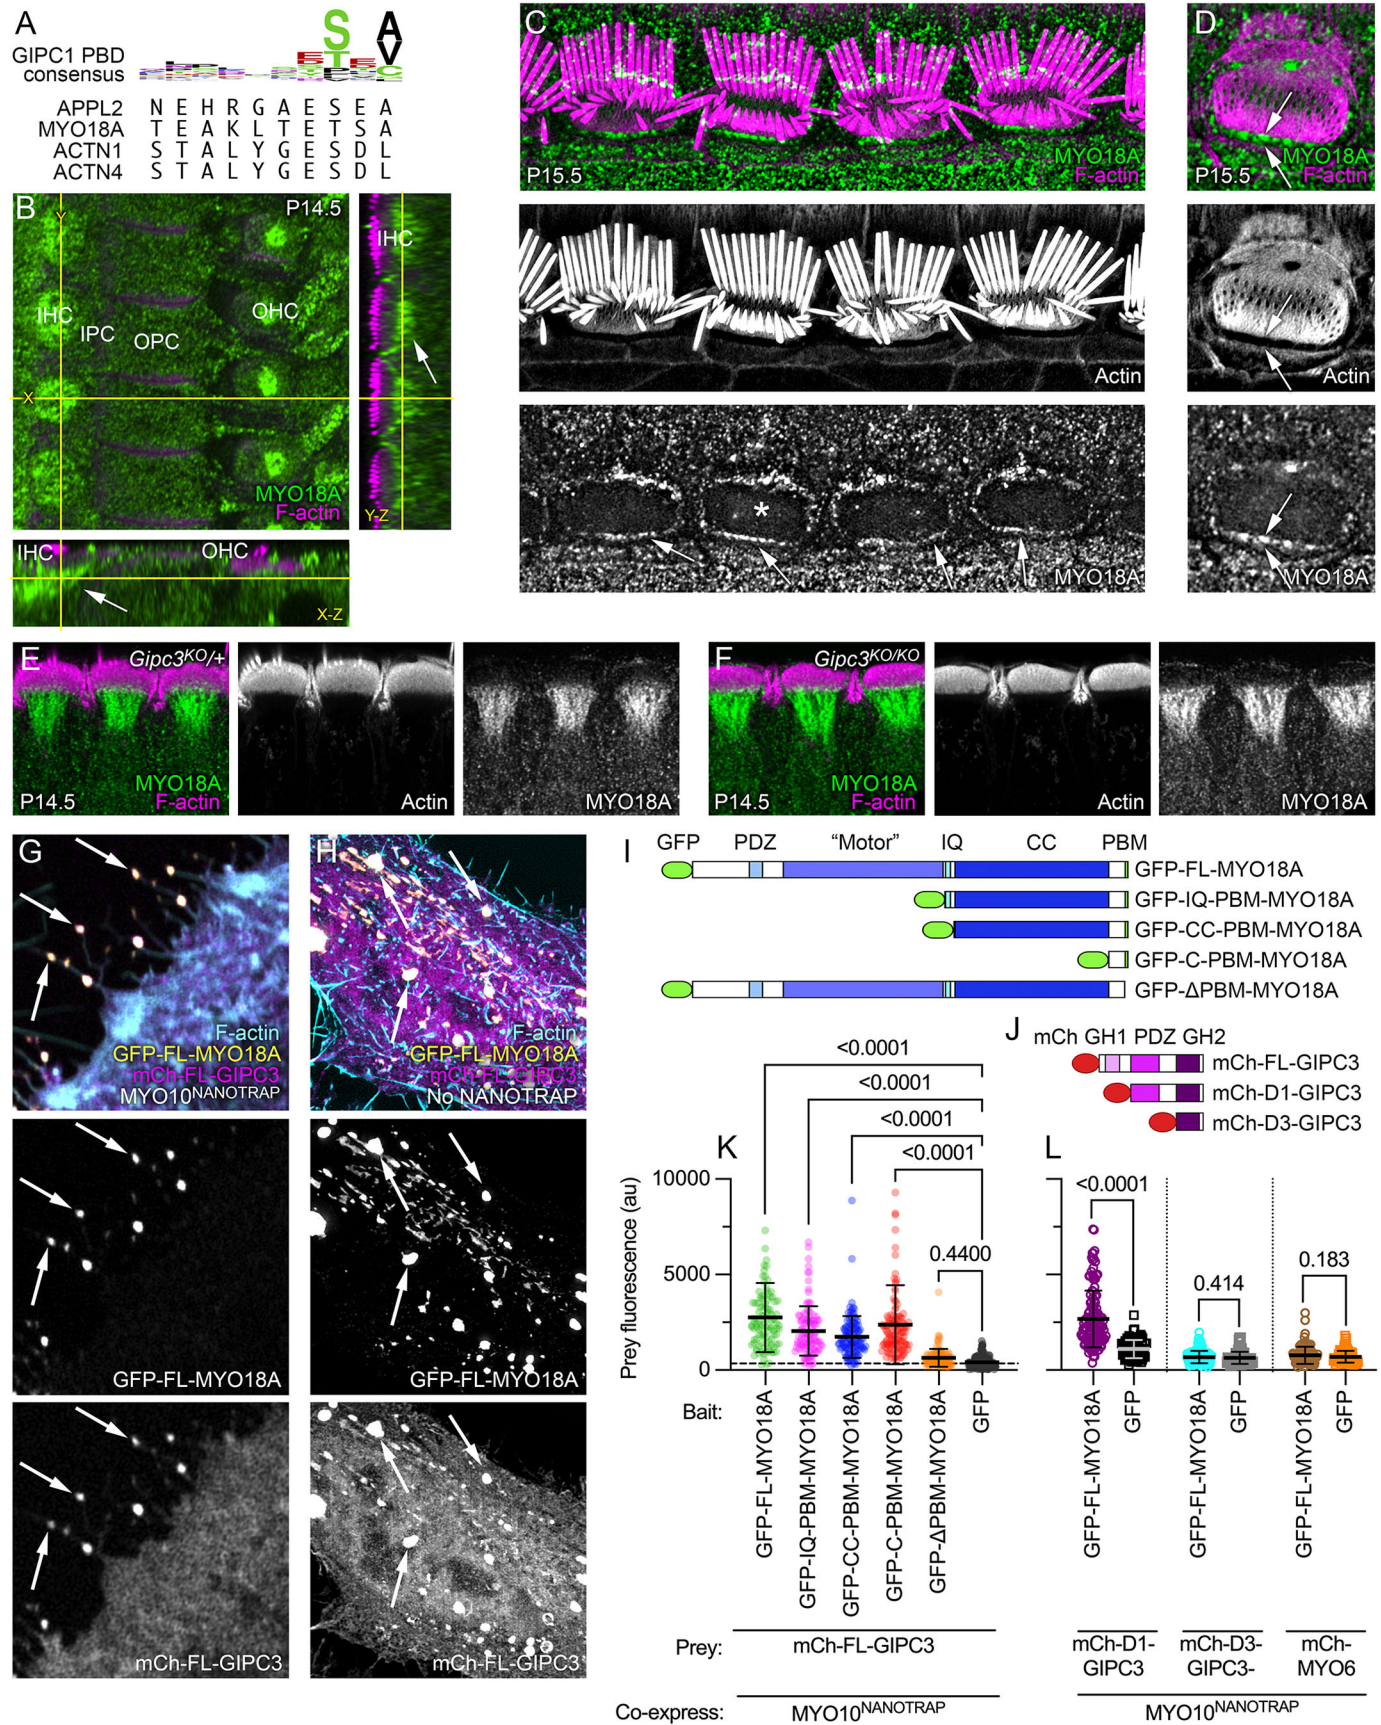 A
GIPC1 PBD
consensus
S
T
A
V
C
APPL2 N E H R G A E S E A
MYO18A T E A K L T E T S A
ACTN1 S T A L Y G E S D L
ACTN4 S T A L Y G E S D L
B
P14.5
Y
IHC
IPC
OPC
OHC
X
MYO18A
F-actin
IHC
Y-Z
IHC
OHC
X-Z
C
P15.5
MYO18A
F-actin
Actin
*
MYO18A
D
P15.5
MYO18A
F-actin
Actin
MYO18A
E
Gipc3KO/+
P14.5
MYO18A
F-actin
Actin
MYO18A
F
Gipc3KO/KO
P14.5
MYO18A
F-actin
Actin
MYO18A
G
F-actin
GFP-FL-MYO18A
mCh-FL-GIPC3
MYO10NANOTRAP
GFP-FL-MYO18A
mCh-FL-GIPC3
H
F-actin
GFP-FL-MYO18A
mCh-FL-GIPC3
No NANOTRAP
GFP-FL-MYO18A
mCh-FL-GIPC3
I
GFP PDZ “Motor” IQ CC PBM
GFP-FL-MYO18A
GFP-IQ-PBM-MYO18A
GFP-CC-PBM-MYO18A
GFP-C-PBM-MYO18A
GFP-ΔPBM-MYO18A
J
mCh GH1 PDZ GH2
mCh-FL-GIPC3
mCh-D1-GIPC3
mCh-D3-GIPC3
K
<0.0001
<0.0001
<0.0001
<0.0001
0.4400
10000
5000
0
Prey fluorescence (au)
Bait:
GFP-FL-MYO18A
GFP-IQ-PBM-MYO18A
GFP-CC-PBM-MYO18A
GFP-C-PBM-MYO18A
GFP-ΔPBM-MYO18A
GFP
Prey:
mCh-FL-GIPC3
Co-express:
MYO10NANOTRAP
L
<0.0001
0.414
0.183
GFP-FL-MYO18A
GFP
GFP-FL-MYO18A
GFP
GFP-FL-MYO18A
GFP
mCh-D1-
GIPC3
mCh-D3-
GIPC3-
mCh-
MYO6
MYO10NANOTRAP